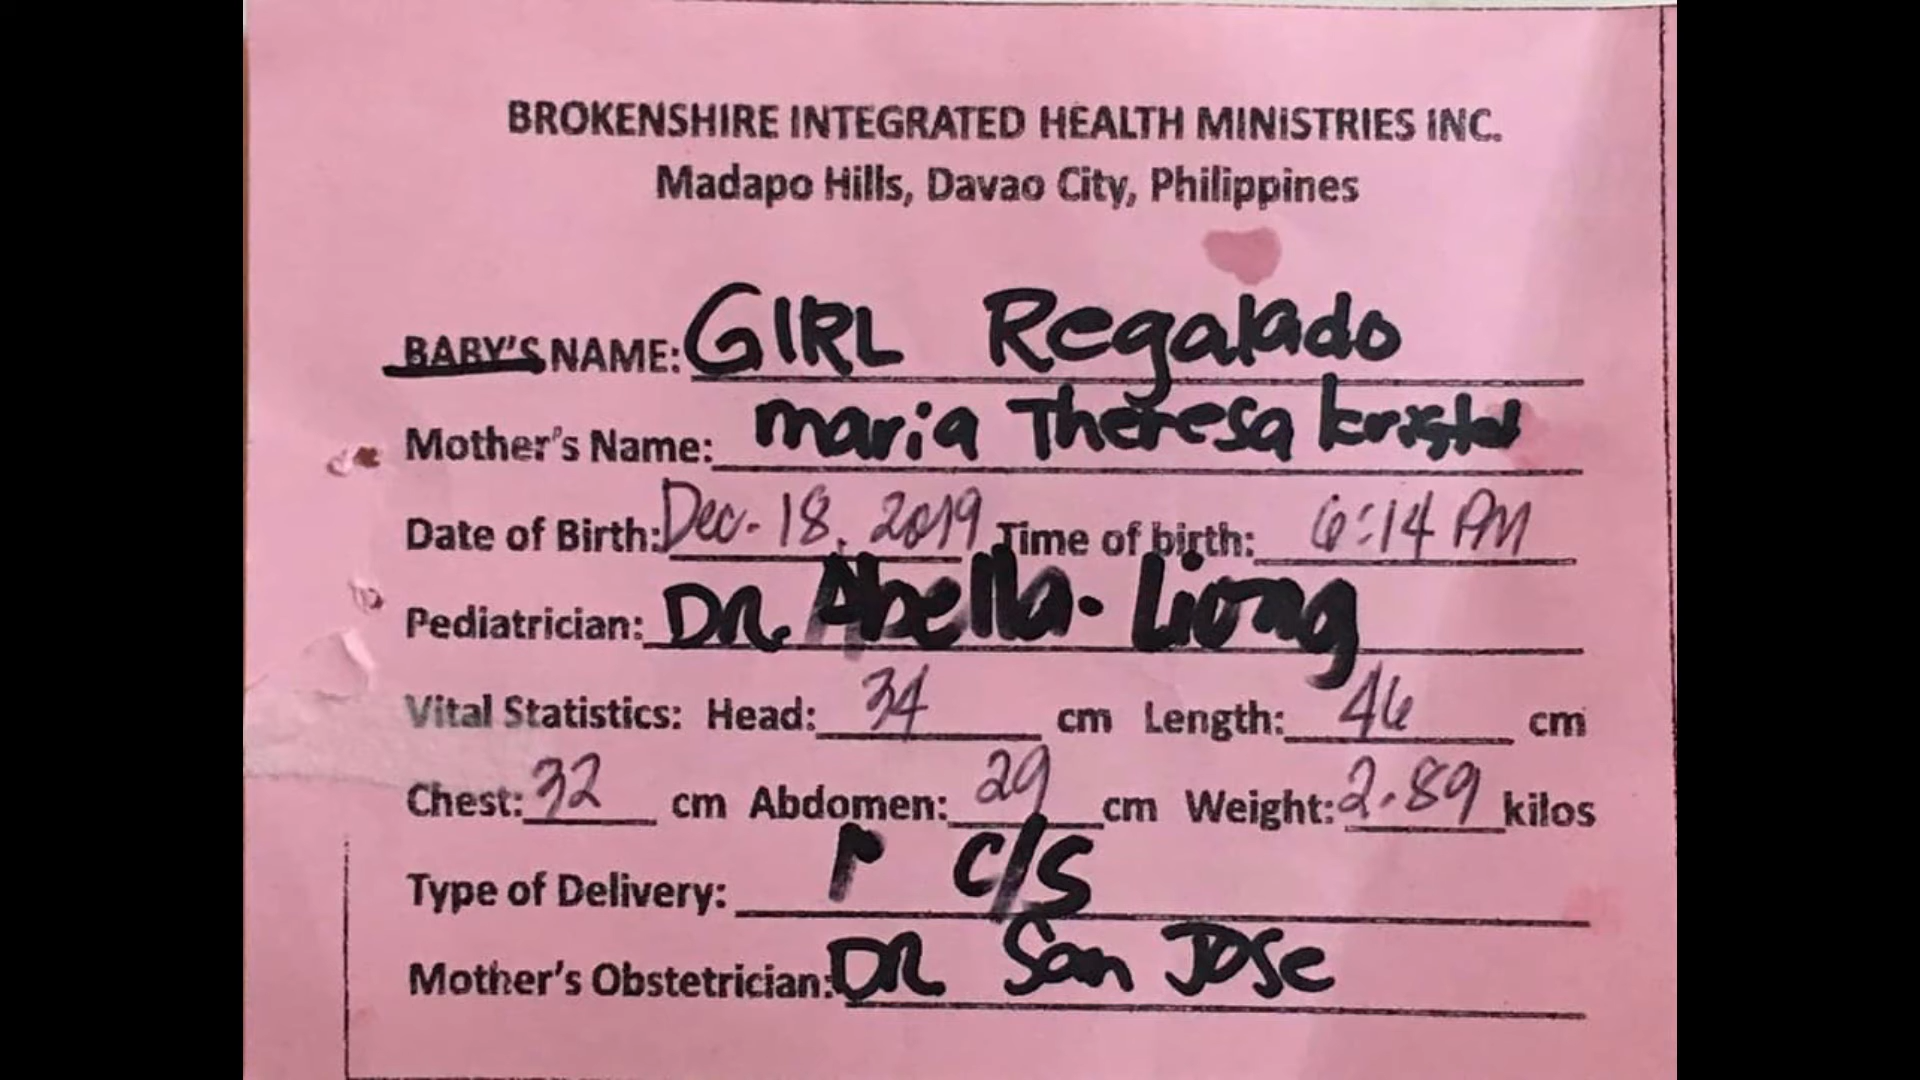 BROKENSHIRE INTEGRATED HEALTH MINISTRIES INC.
Madapo Hills, Davao City, Philippines
BABY'S NAME: GIRL Regalado
Mother's Name: maria Theresa kristel
Date of Birth: Dec. 18, 2019 Time of birth: 6:14 PM
Pediatrician: DR. Abella-Liong
Vital Statistics: Head: 34 cm Length: 46 cm
Chest: 32 cm Abdomen: 29 cm Weight: 2.89 kilos
Type of Delivery: C/S
Mother's Obstetrician: DR San Jose